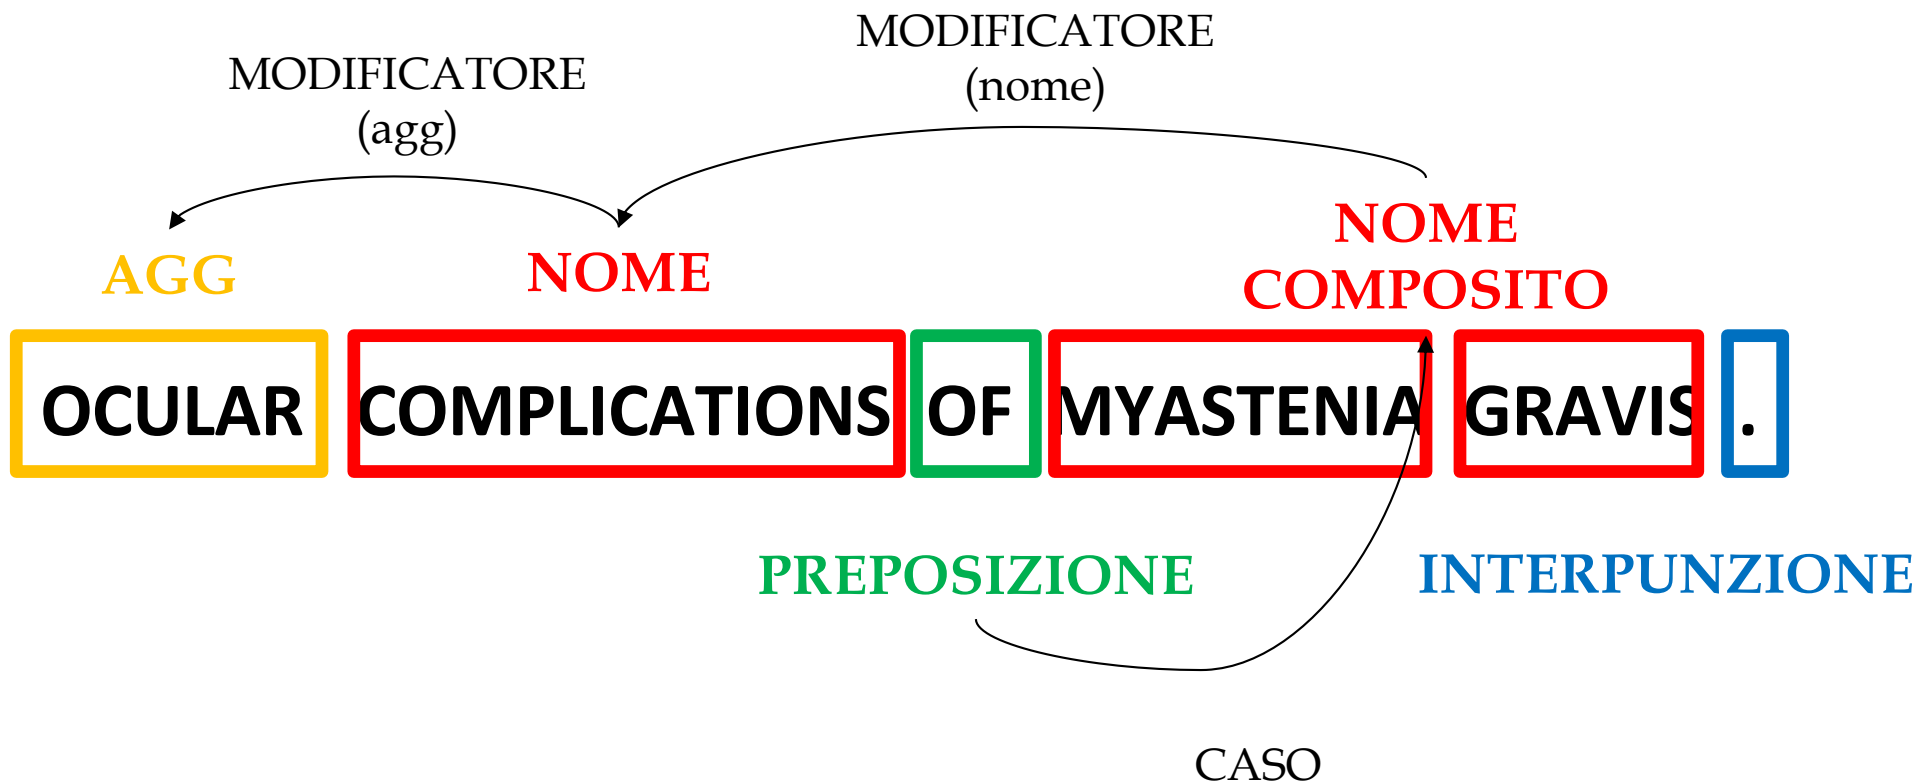 MODIFICATORE
(agg)
MODIFICATORE
(nome)
AGG
NOME
NOME
COMPOSITO
OCULAR COMPLICATIONS OF MYASTENIA GRAVIS .
PREPOSIZIONE
INTERPUNZIONE
CASO